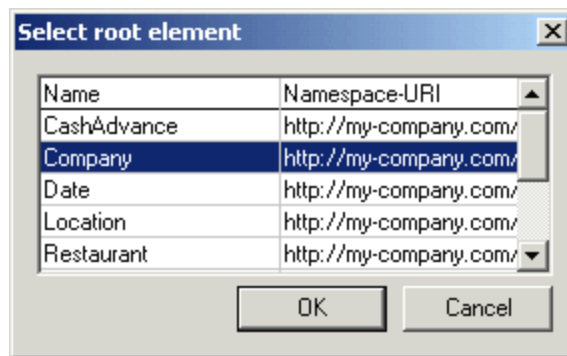 Select root element
Name Namespace-URI
CashAdvance http://my-company.com/
Company http://my-company.com/
Date http://my-company.com/
Location http://my-company.com/
Restaurant http://my-company.com/
OK Cancel